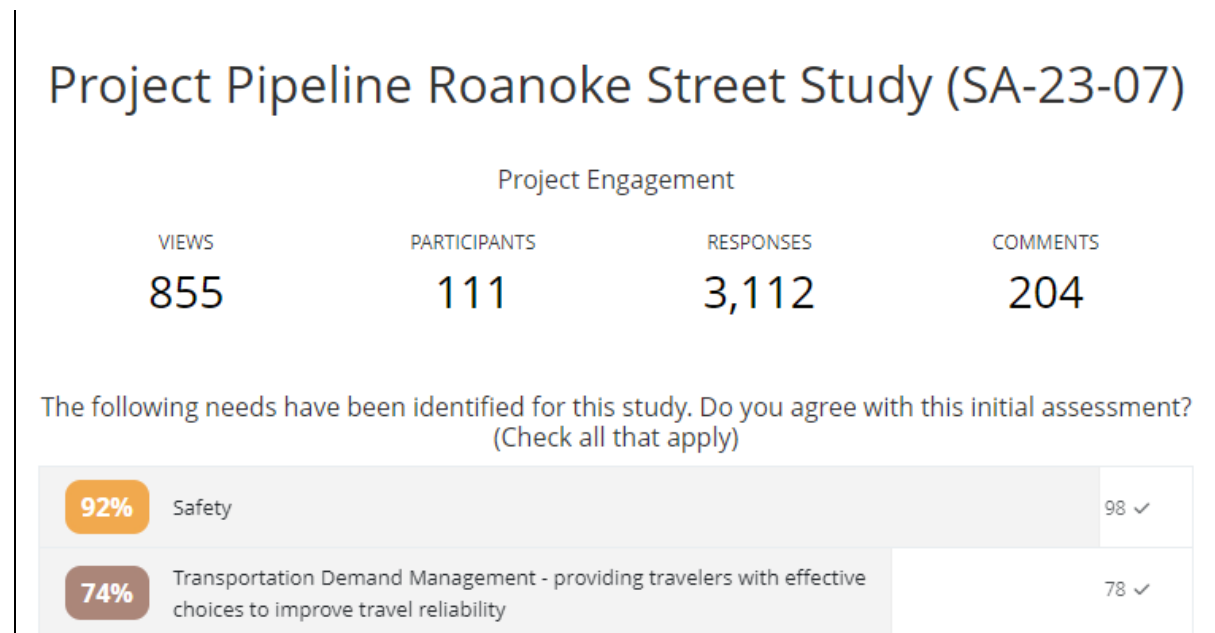 Project Pipeline Roanoke Street Study (SA-23-07)
Project Engagement
VIEWS
PARTICIPANTS
RESPONSES
COMMENTS
855
111
3,112
204
The following needs have been identified for this study. Do you agree with this initial assessment?
(Check all that apply)
92%
Safety
98 ✓
74%
Transportation Demand Management - providing travelers with effective
choices to improve travel reliability
78 ✓